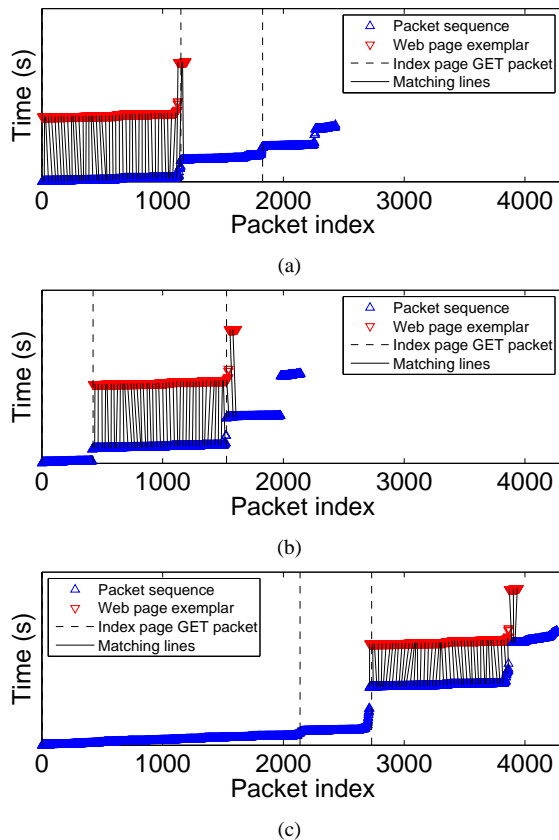 Time (s)
Packet sequence
Web page exemplar
Index page GET packet
Matching lines
0 1000 2000 3000 4000
Packet index
(a)
Time (s)
Packet sequence
Web page exemplar
Index page GET packet
Matching lines
0 1000 2000 3000 4000
Packet index
(b)
Time (s)
Packet sequence
Web page exemplar
Index page GET packet
Matching lines
0 1000 2000 3000 4000
Packet index
(c)